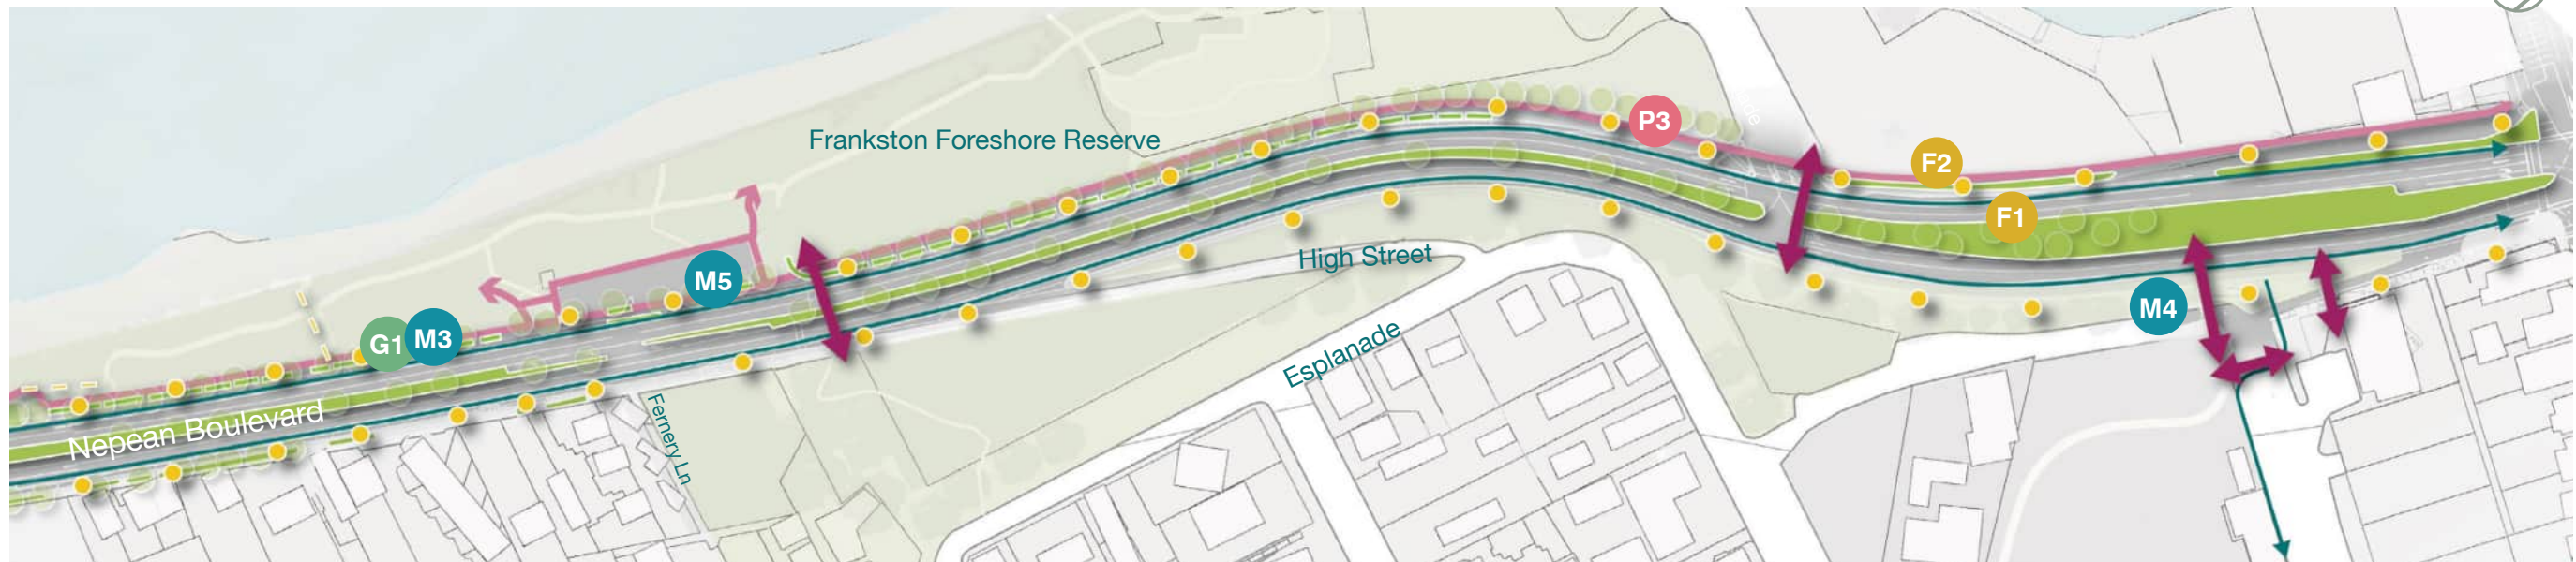 Frankston Foreshore Reserve
P3
F2
F1
High Street
M5
M4
G1
M3
Esplanade
Nepean Boulevard
Fernery Ln